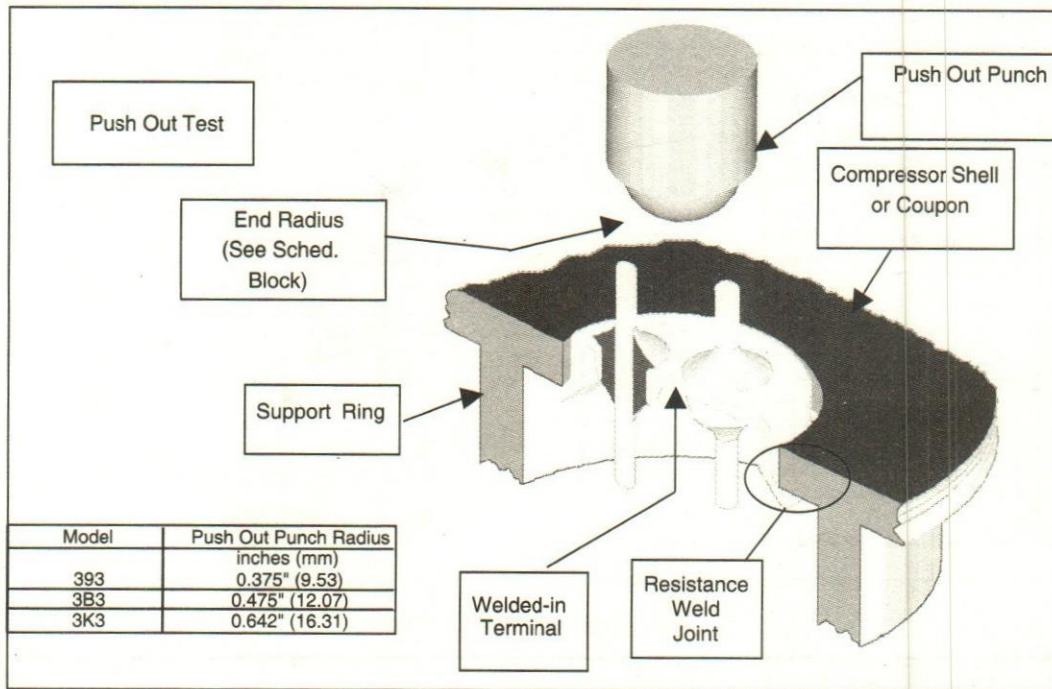 Push Out Test
Push Out Punch
Compressor Shell
or Coupon
End Radius
(See Sched.
Block)
Support Ring
Model Push Out Punch Radius
inches (mm)
393 0.375" (9.53)
3B3 0.475" (12.07)
3K3 0.642" (16.31)
Welded-in
Terminal
Resistance
Weld
Joint